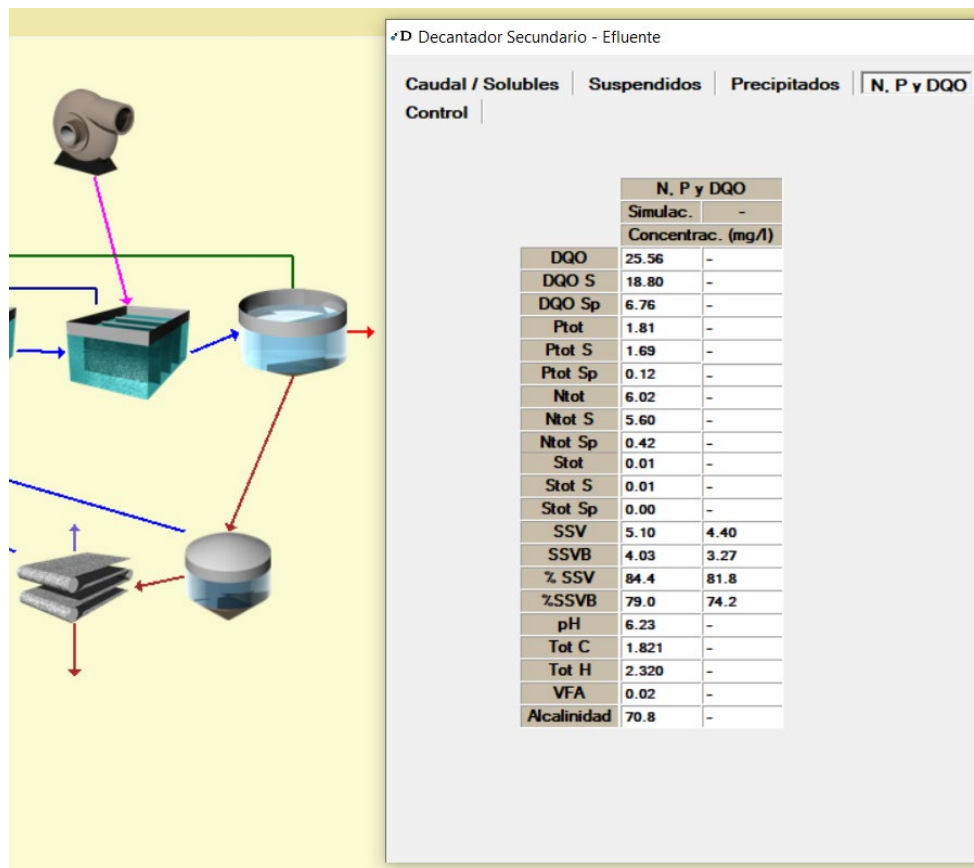 D Decantador Secundario - Efluente
Caudal / Solubles Suspendidos Precipitados N, P y DQO
Control
N, P y DQO
Simulac. -
Concentrac. (mg/l)
DQO 25.56 -
DQO S 18.80 -
DQO Sp 6.76 -
Ptot 1.81 -
Ptot S 1.69 -
Ptot Sp 0.12 -
Ntot 6.02 -
Ntot S 5.60 -
Ntot Sp 0.42 -
Stot 0.01 -
Stot S 0.01 -
Stot Sp 0.00 -
SSV 5.10 4.40
SSVB 4.03 3.27
% SSV 84.4 81.8
%SSVB 79.0 74.2
pH 6.23 -
Tot C 1.821 -
Tot H 2.320 -
VFA 0.02 -
Alcalinidad 70.8 -